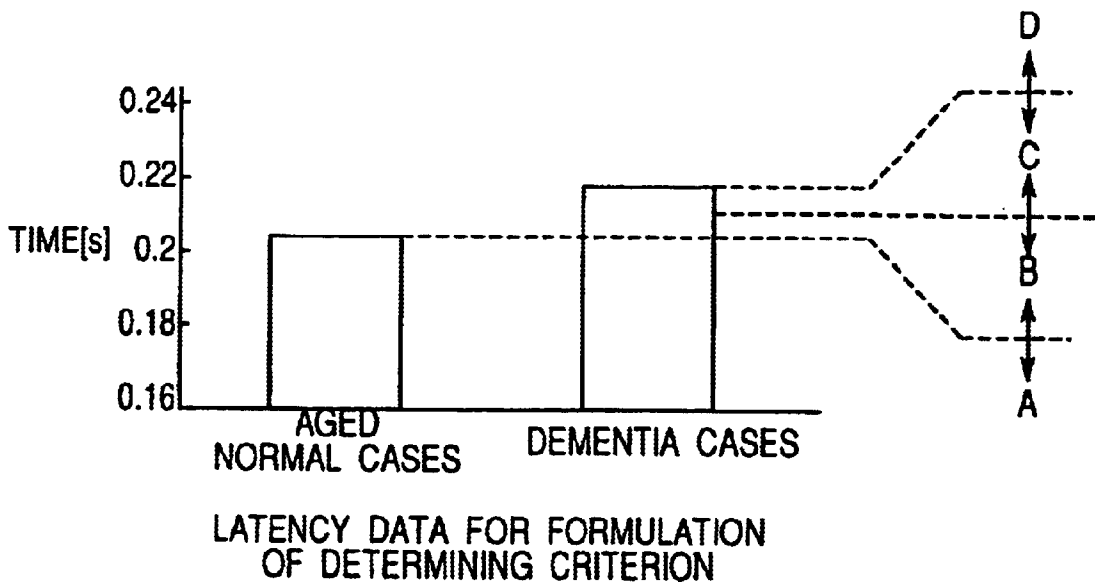 D
0.24
C
0.22
TIME[s]
0.2
B
0.18
0.16
A
AGED
NORMAL CASES
DEMENTIA CASES
LATENCY DATA FOR FORMULATION
OF DETERMINING CRITERION